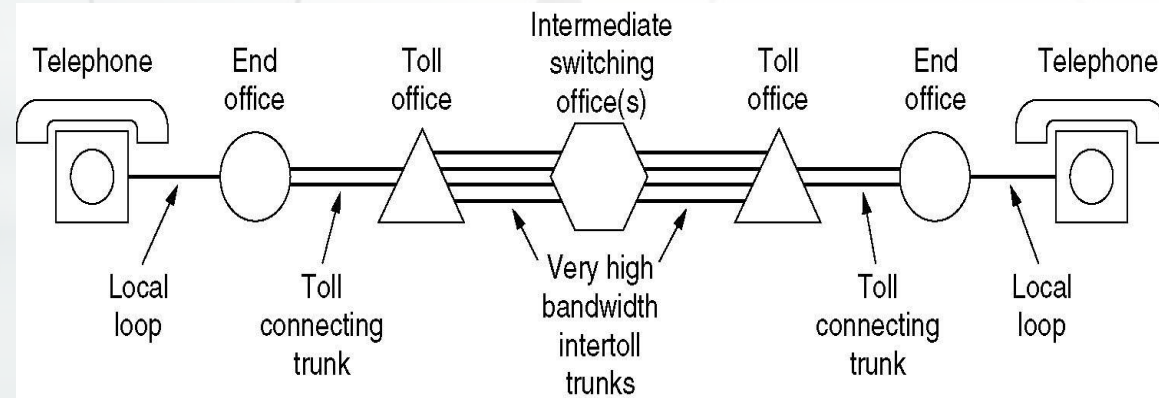 Telephone
End
office
Toll
office
Intermediate
switching
office(s)
Toll
office
End
office
Telephone
Local
loop
Toll
connecting
trunk
Very high
bandwidth
intertoll
trunks
Toll
connecting
trunk
Local
loop